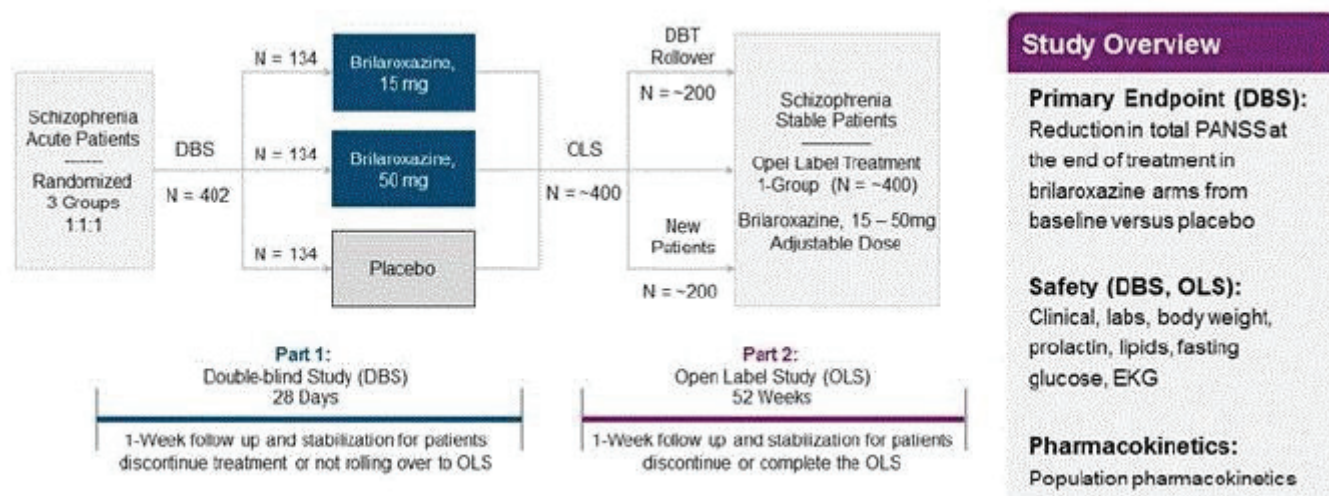 Schizophrenia
Acute Patients
-------
Randomized
3 Groups
1:1:1
DBS
N = 402
N = 134
N = 134
N = 134
Brilaroxazine,
15 mg
Brilaroxazine,
50 mg
Placebo
OLS
N = ~400
DBT
Rollover
N = ~200
New
Patients
N = ~200
Schizophrenia
Stable Patients
-------
Opel Label Treatment
1-Group (N = ~400)
Brilaroxazine, 15 – 50mg
Adjustable Dose
Part 1:
Double-blind Study (DBS)
28 Days
1-Week follow up and stabilization for patients
discontinue treatment or not rolling over to OLS
Part 2:
Open Label Study (OLS)
52 Weeks
1-Week follow up and stabilization for patients
discontinue or complete the OLS
Study Overview
Primary Endpoint (DBS):
Reduction in total PANSS at
the end of treatment in
brilaroxazine arms from
baseline versus placebo
Safety (DBS, OLS):
Clinical, labs, body weight,
prolactin, lipids, fasting
glucose, EKG
Pharmacokinetics:
Population pharmacokinetics